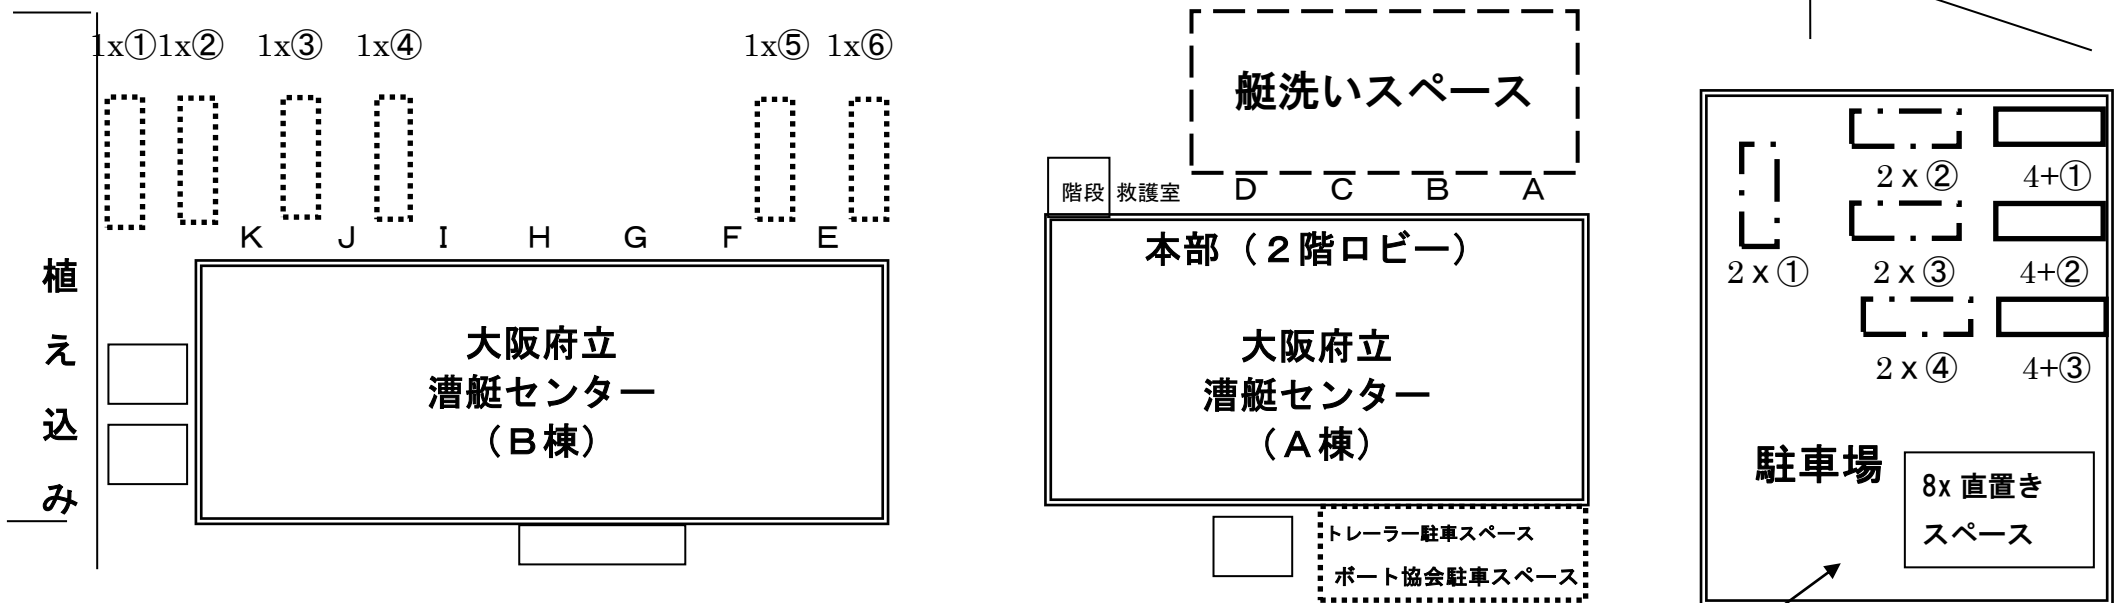 1x①1x② 1x③ 1x④ 1x⑤ 1x⑥
艇洗いスペース
階段 救護室 D C B A
K J I H G F E
本部（２階ロビー）
植え込み
大阪府立
漕艇センター
（Ｂ棟）
大阪府立
漕艇センター
（Ａ棟）
トレーラー駐車スペース
ボート協会駐車スペース
2 x ② 4+①
2 x ① 2 x ③ 4+②
2 x ④ 4+③
駐車場
8x 直置き
スペース